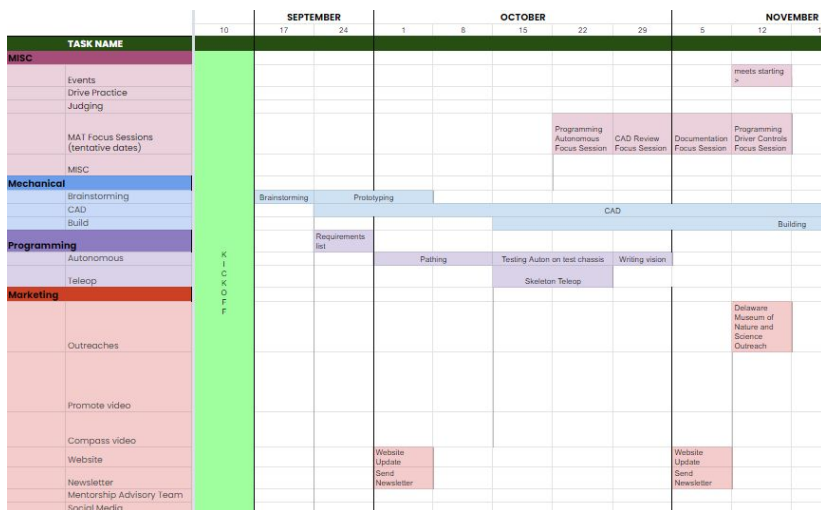 SEPTEMBER OCTOBER NOVEMBER
10 17 24 1 8 15 22 29 5 12
TASK NAME
MISC
Events
meets starting
>
Drive Practice
Judging
MAT Focus Sessions
(tentative dates)
Programming
Autonomous
Focus Session
CAD Review
Focus Session
Documentation
Focus Session
Programming
Driver Controls
Focus Session
MISC
Mechanical
Brainstorming
Brainstorming
Prototyping
CAD
CAD
Build
Building
Programming
Requirements
list
Autonomous
Pathing
Testing Auton on test chassis
Writing vision
Teleop
Skeleton Teleop
K
I
C
K
O
F
F
Marketing
Outreaches
Delaware
Museum of
Nature and
Science
Outreach
Promote video
Compass video
Website
Website
Update
Website
Update
Newsletter
Send
Newsletter
Send
Newsletter
Mentorship Advisory Team
Social Media